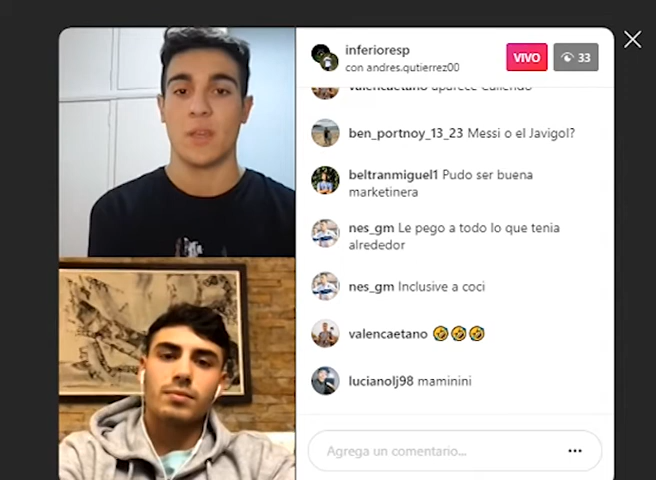 inferioresp
con andres.gutierrez00
VIVO
33
valencaetano aparece Culiendo
ben_portnoy_13_23 Messi o el Javigol?
beltranmiguel1 Pudo ser buena
marketinera
nes_gm Le pego a todo lo que tenia
alrededor
nes_gm Inclusive a coci
valencaetano 🤣🤣🤣
lucianolj98 maminini
Agrega un comentario...